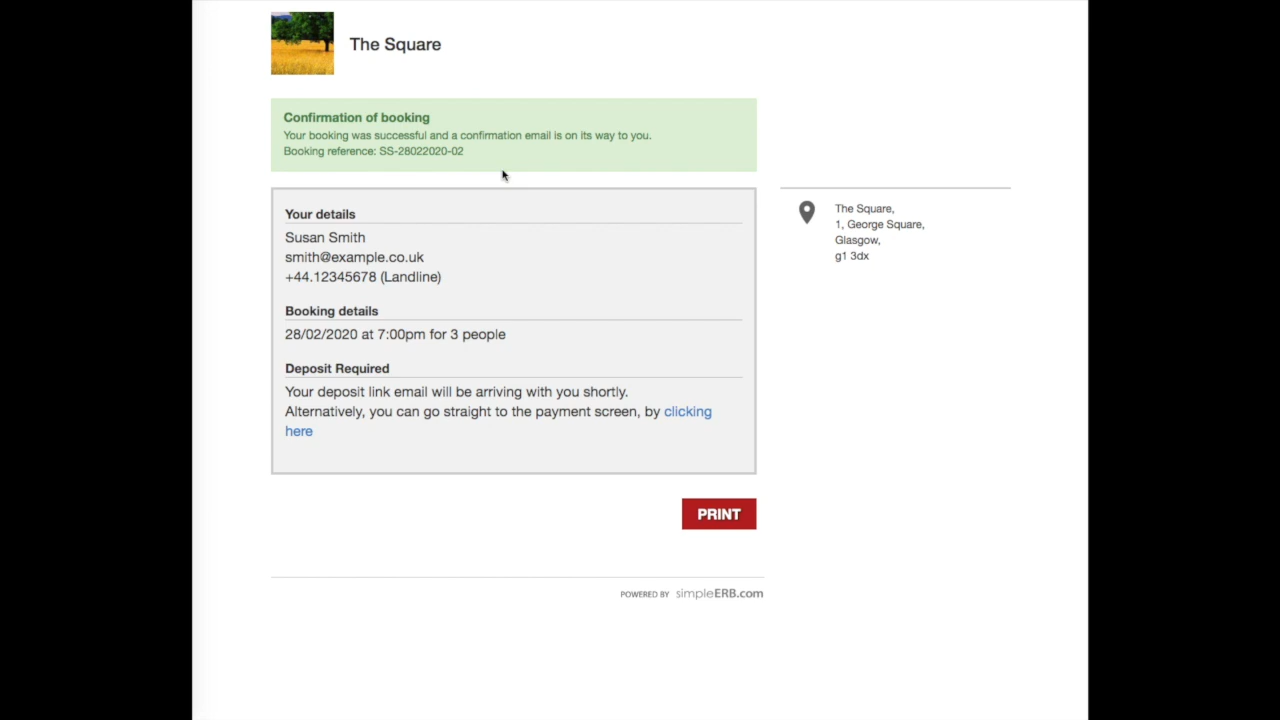 The Square
Confirmation of booking
Your booking was successful and a confirmation email is on its way to you.
Booking reference: SS-28022020-02
Your details
Susan Smith
smith@example.co.uk
+44.12345678 (Landline)
Booking details
28/02/2020 at 7:00pm for 3 people
Deposit Required
Your deposit link email will be arriving with you shortly.
Alternatively, you can go straight to the payment screen, by clicking
here
The Square,
1, George Square,
Glasgow,
g1 3dx
PRINT
POWERED BY simpleERB.com